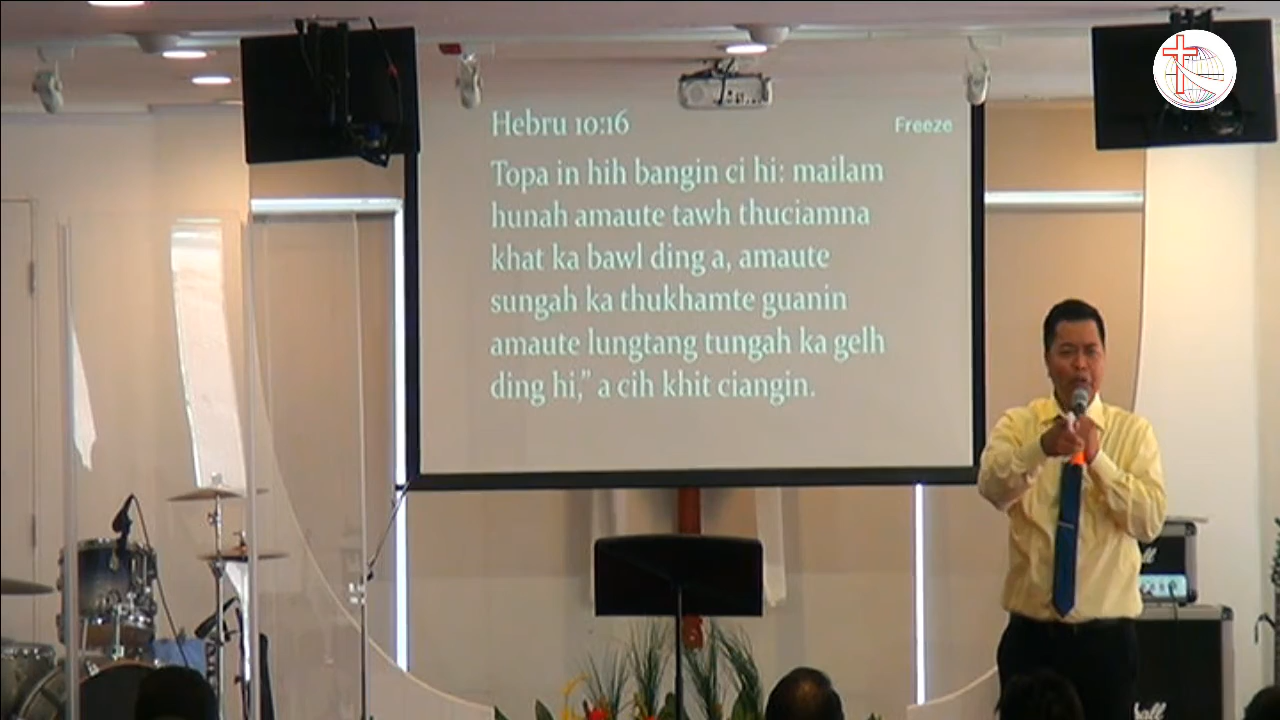 Hebru 10:16
Freeze
Topa in hih bangin ci hi: mailam
hunah amaute tawh thuciamna
khat ka bawl ding a, amaute
sungah ka thukhamte guanin
amaute lungtang tungah ka gelh
ding hi,” a cih khit ciangin.